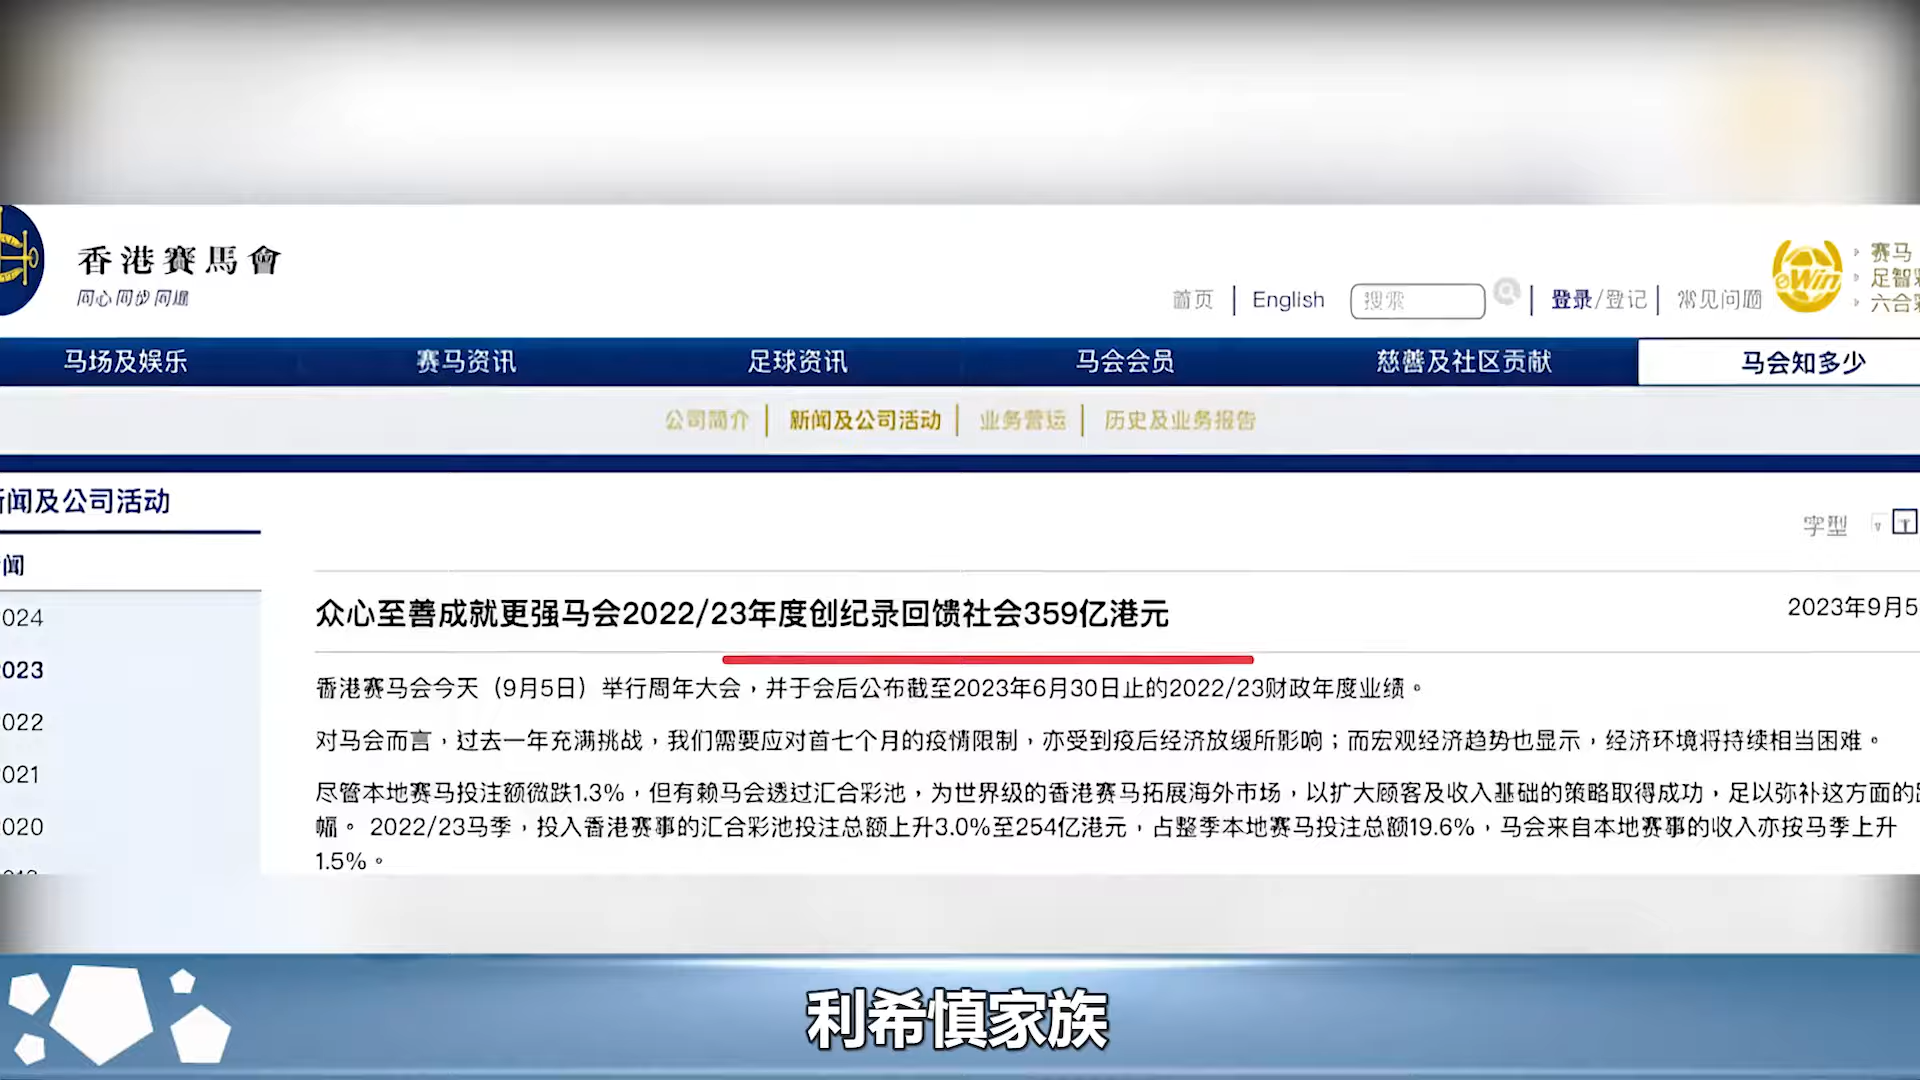 香港賽馬會
同心同步同進
首页
English
搜索
登录/登记
常见问题
eWin
赛马
足智彩
六合彩
马场及娱乐
赛马资讯
足球资讯
马会会员
慈善及社区贡献
马会知多少
公司简介
新闻及公司活动
业务营运
历史及业务报告
新闻及公司活动
闻
字型
2024
2023
2022
2021
2020
众心至善成就更强马会2022/23年度创纪录回馈社会359亿港元
2023年9月5
香港赛马会今天（9月5日）举行周年大会，并于会后公布截至2023年6月30日止的2022/23财政年度业绩。
对马会而言，过去一年充满挑战，我们需要应对首七个月的疫情限制，亦受到疫后经济放缓所影响；而宏观经济趋势也显示，经济环境将持续相当困难。
尽管本地赛马投注额微跌1.3%，但有赖马会透过汇合彩池，为世界级的香港赛马拓展海外市场，以扩大顾客及收入基础的策略取得成功，足以弥补这方面的跌
幅。 2022/23马季，投入香港赛事的汇合彩池投注总额上升3.0%至254亿港元，占整季本地赛马投注总额19.6%，马会来自本地赛事的收入亦按马季上升
1.5%。
利希慎家族